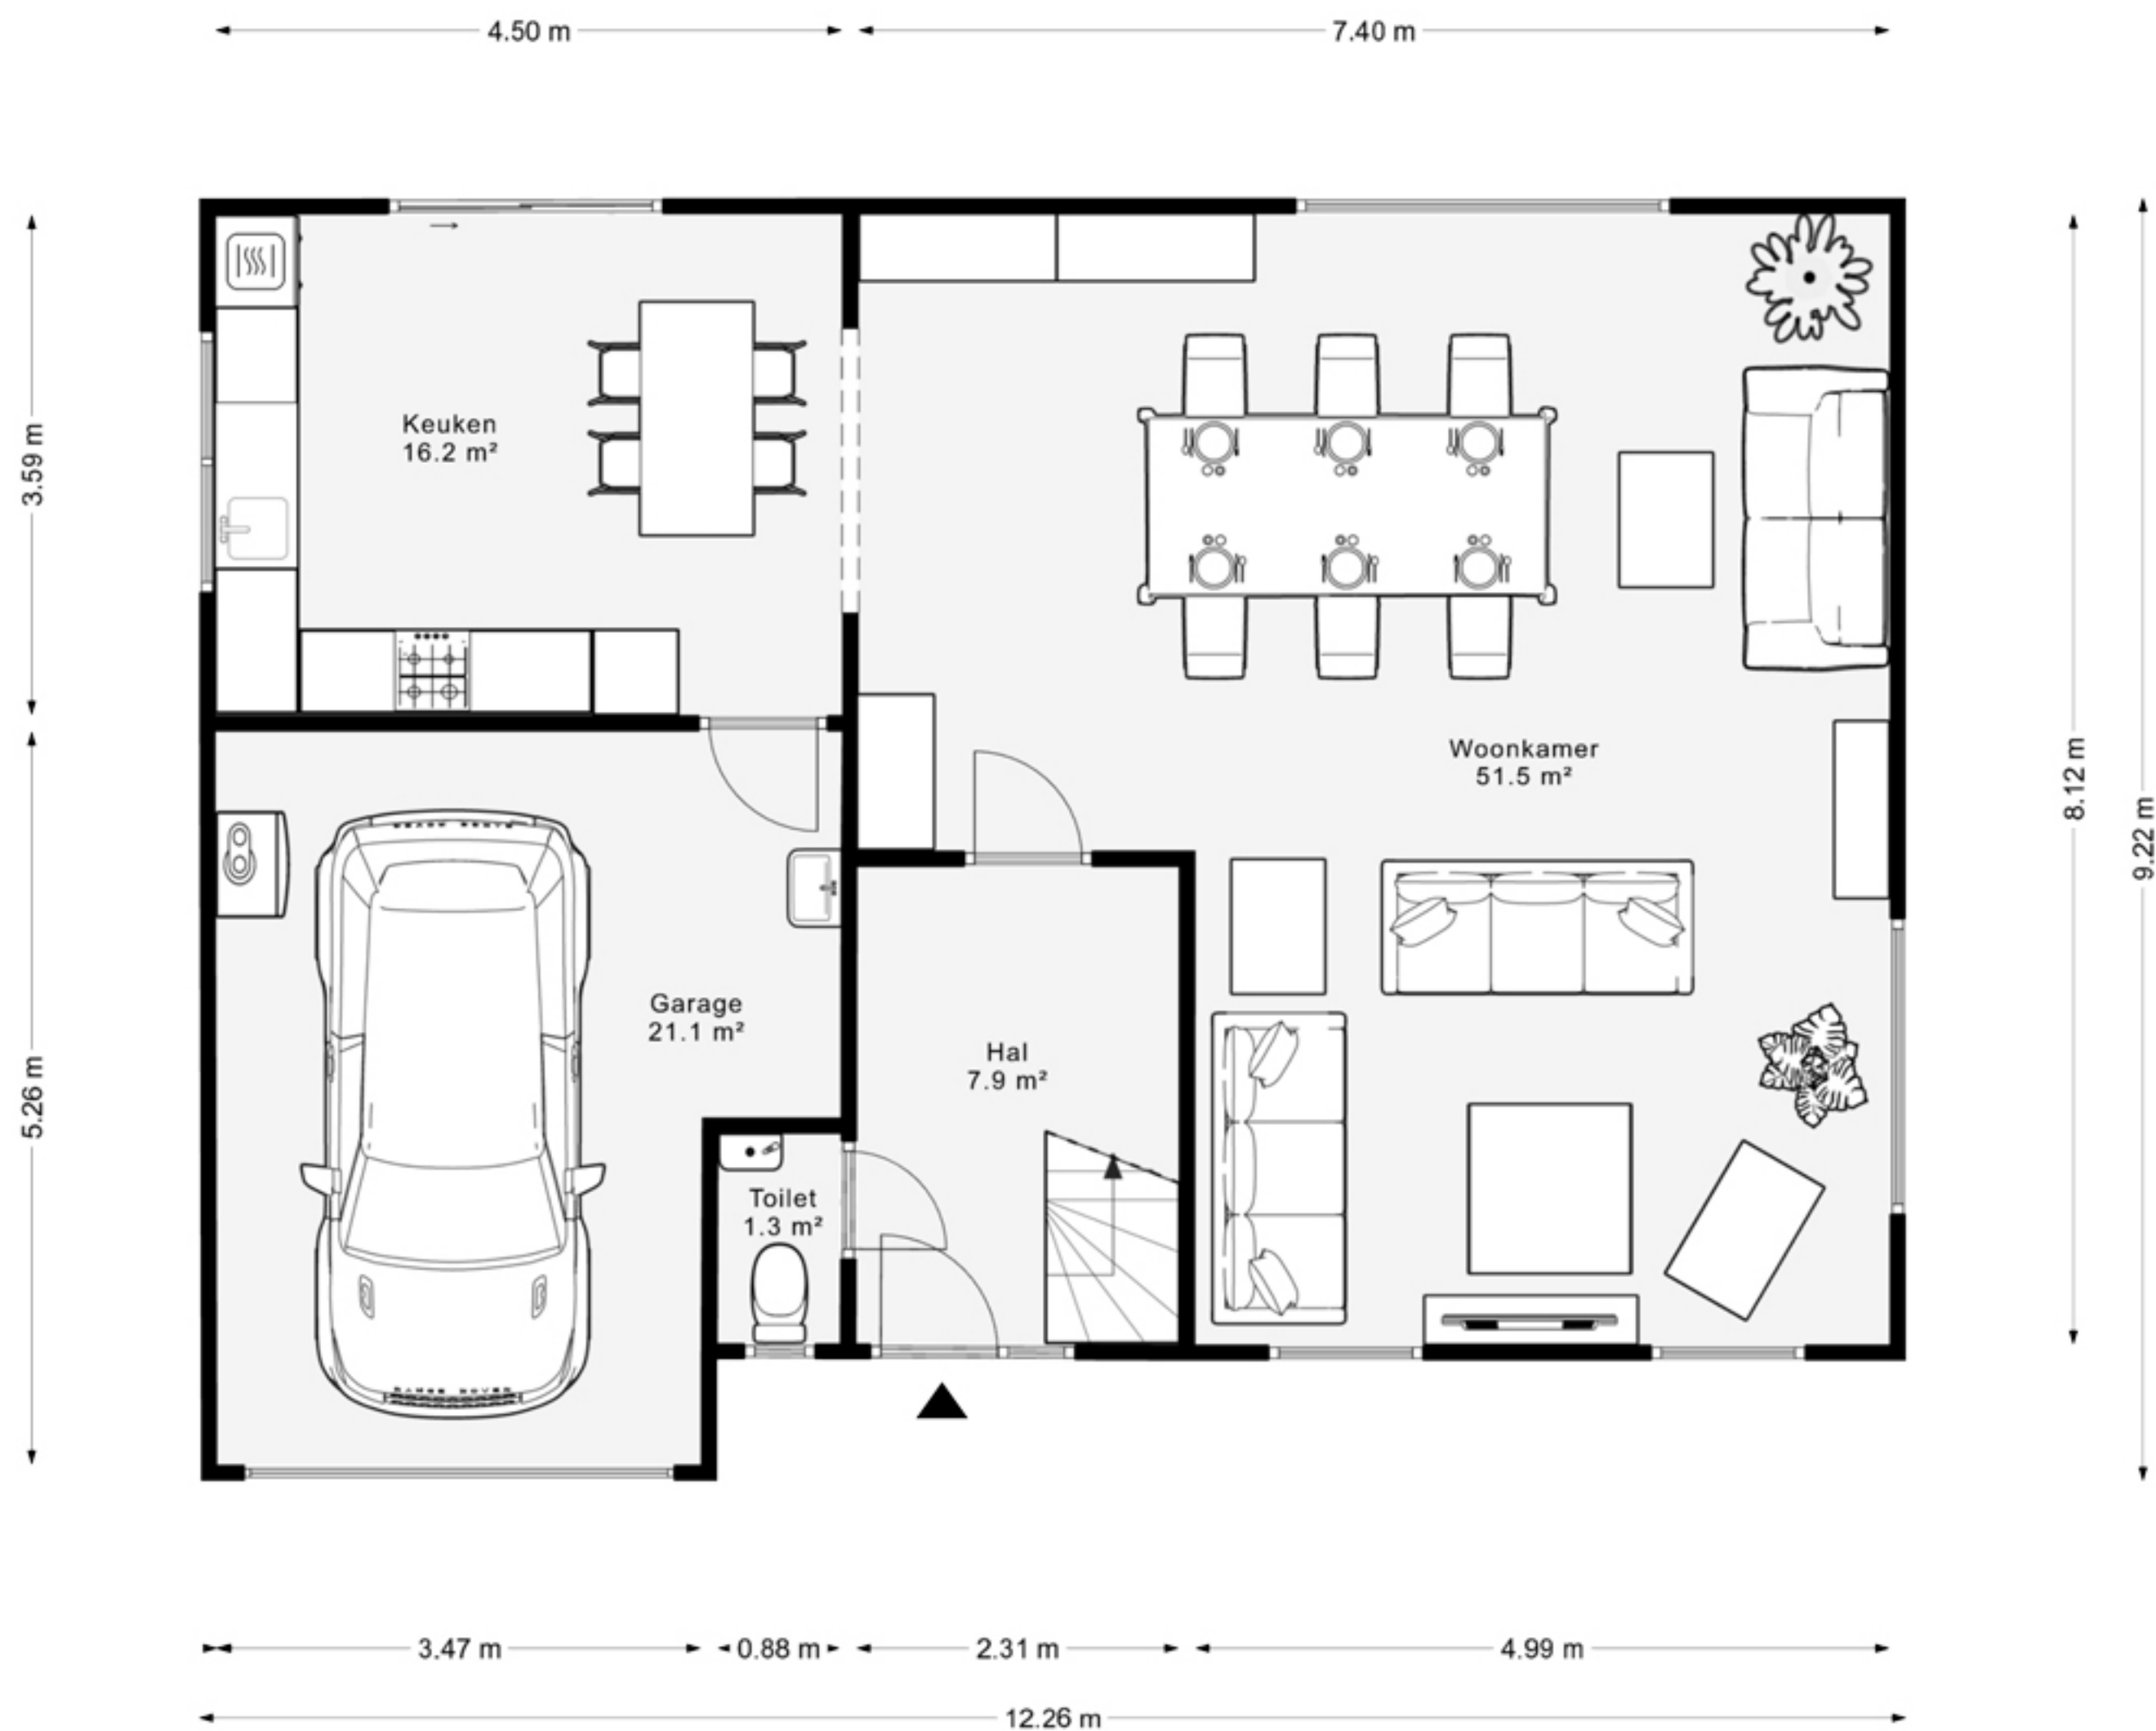 4.50 m
7.40 m
3.59 m
Keuken
16.2 m²
Woonkamer
51.5 m²
8.12 m
9.22 m
Garage
21.1 m²
Hal
7.9 m²
5.26 m
Toilet
1.3 m²
3.47 m
0.88 m
2.31 m
4.99 m
12.26 m